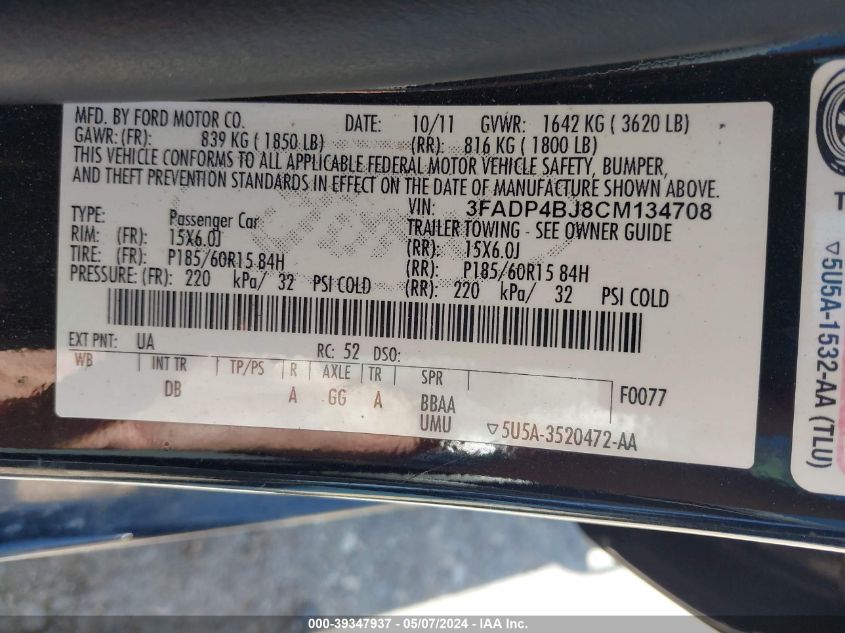 MFD. BY FORD MOTOR CO. DATE: 10/11 GVWR: 1642 KG ( 3620 LB)
GAWR: (FR): 839 KG ( 1850 LB) (RR): 816 KG ( 1800 LB)
THIS VEHICLE CONFORMS TO ALL APPLICABLE FEDERAL MOTOR VEHICLE SAFETY, BUMPER,
AND THEFT PREVENTION STANDARDS IN EFFECT ON THE DATE OF MANUFACTURE SHOWN ABOVE.
VIN: 3FADP4BJ8CM134708
TYPE: Passenger Car TRAILER TOWING - SEE OWNER GUIDE
RIM: (FR): 15X6.0J (RR): 15X6.0J
TIRE: (FR): P185/60R15 84H (RR): P185/60R15 84H
PRESSURE: (FR): 220 kPa/ 32 PSI COLD (RR): 220 kPa/ 32 PSI COLD
EXT PNT: UA RC: 52 DSO:
WB INT TR TP/PS R AXLE TR SPR F0077
DB A GG A BBAA
UMU ▽5U5A-3520472-AA
T
▽5U5A-1532-AA (TLU)
000-39347937 - 05/07/2024 - IAA Inc.